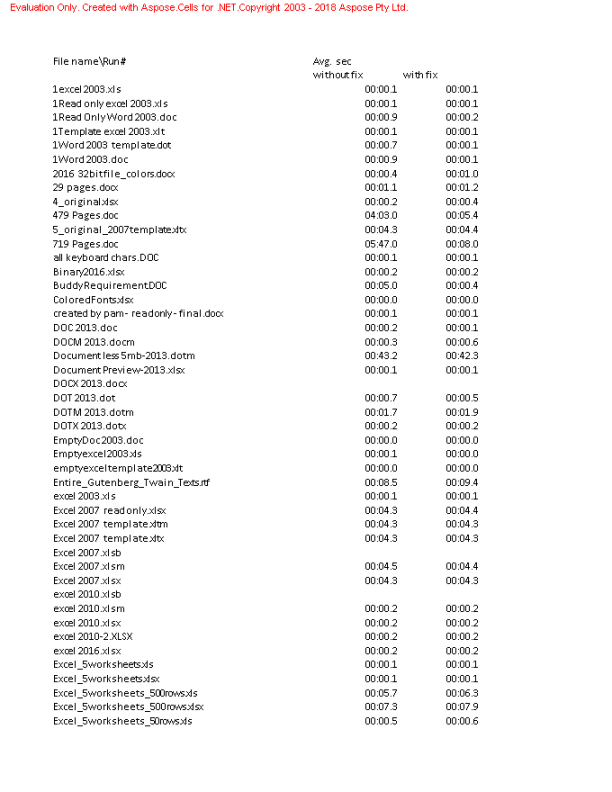 Evaluation Only. Created with Aspose.Cells for .NET.Copyright 2003 - 2018 Aspose Pty Ltd.
File name\Run# Avg. sec
without fix with fix
1excel 2003.xls 00:00.1 00:00.1
1Read only excel 2003.xls 00:00.1 00:00.1
1Read Only Word 2003.doc 00:00.9 00:00.2
1Template excel 2003.xlt 00:00.1 00:00.1
1Word 2003 template.dot 00:00.7 00:00.1
1Word 2003.doc 00:00.9 00:00.1
2016 32bitfile_colors.docx 00:00.4 00:01.0
29 pages.docx 00:01.1 00:01.2
4_original.xlsx 00:00.2 00:00.4
479 Pages.doc 04:03.0 00:05.4
5_original_2007template.xltx 00:04.3 00:04.4
719 Pages.doc 05:47.0 00:08.0
all keyboard chars.DOC 00:00.1 00:00.1
Binary2016.xlsx 00:00.2 00:00.2
BuddyRequirement.DOC 00:05.0 00:00.4
ColoredFonts.xlsx 00:00.0 00:00.0
created by pam- readonly- final.docx 00:00.1 00:00.1
DOC 2013.doc 00:00.2 00:00.1
DOCM 2013.docm 00:00.3 00:00.6
Document less 5mb-2013.dotm 00:43.2 00:42.3
Document Preview-2013.xlsx 00:00.1 00:00.1
DOCX 2013.docx
DOT 2013.dot 00:00.7 00:00.5
DOTM 2013.dotm 00:01.7 00:01.9
DOTX 2013.dotx 00:00.2 00:00.2
EmptyDoc2003.doc 00:00.0 00:00.0
Emptyexcel2003.xls 00:00.1 00:00.0
emptyexceltemplate2003.xlt 00:00.0 00:00.0
Entire_Gutenberg_Twain_Texts.rtf 00:08.5 00:09.4
excel 2003.xls 00:00.1 00:00.1
Excel 2007 readonly.xlsx 00:04.3 00:04.4
Excel 2007 template.xltm 00:04.3 00:04.3
Excel 2007 template.xltx 00:04.3 00:04.3
Excel 2007.xlsb
Excel 2007.xlsm 00:04.5 00:04.4
Excel 2007.xlsx 00:04.3 00:04.3
excel 2010.xlsb
excel 2010.xlsm 00:00.2 00:00.2
excel 2010.xlsx 00:00.2 00:00.2
excel 2010-2.XLSX 00:00.2 00:00.2
excel 2016.xlsx 00:00.2 00:00.2
Excel_5worksheets.xls 00:00.1 00:00.1
Excel_5worksheets.xlsx 00:00.1 00:00.1
Excel_5worksheets_500rows.xls 00:05.7 00:06.3
Excel_5worksheets_500rows.xlsx 00:07.3 00:07.9
Excel_5worksheets_50rows.xls 00:00.5 00:00.6